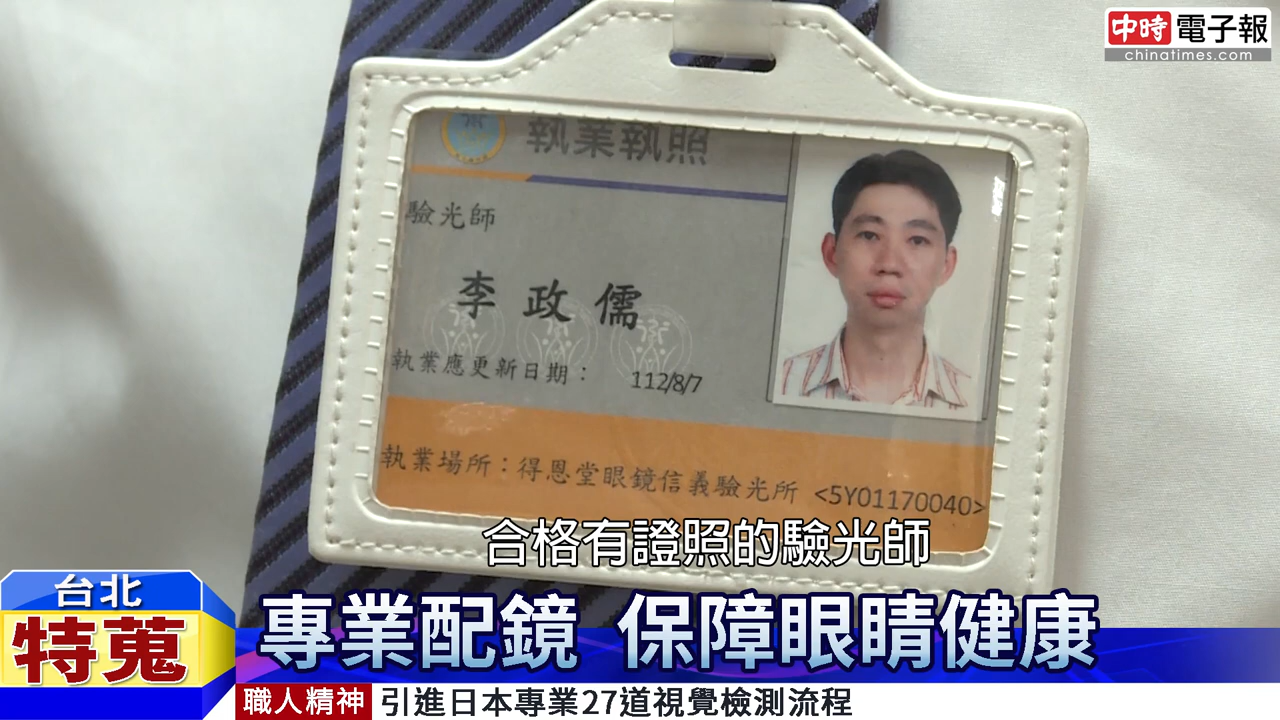 中時 電子報
chinatimes.com
執業執照
驗光師
李政儒
執業應更新日期： 112/8/7
執業場所：得恩堂眼鏡信義驗光所 <5Y01170040>
合格有證照的驗光師
台北
特蒐
專業配鏡 保障眼睛健康
職人精神 引進日本專業27道視覺檢測流程